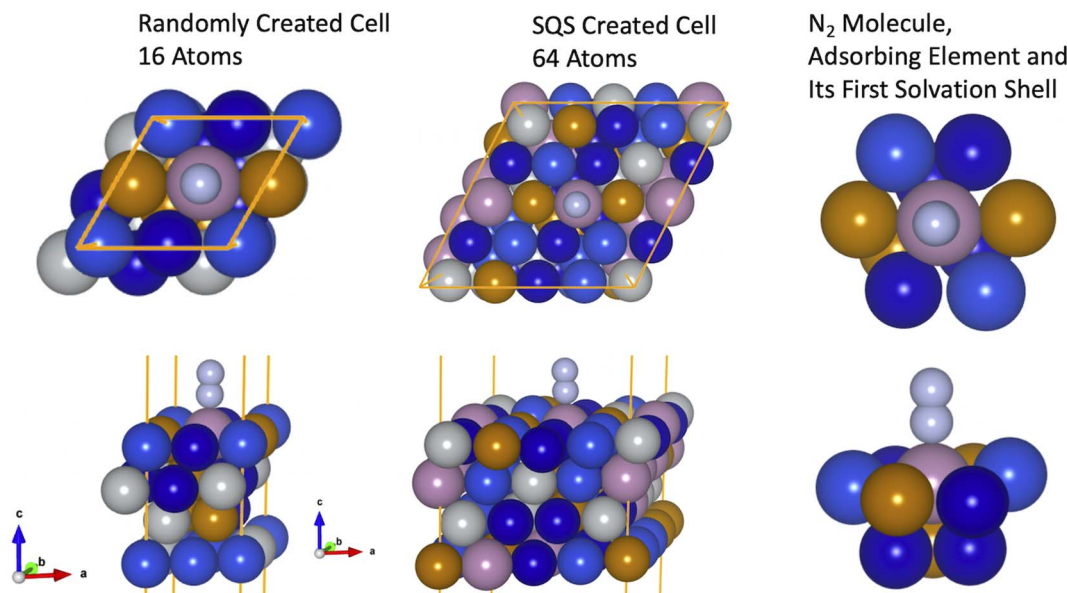 Randomly Created Cell
16 Atoms
SQS Created Cell
64 Atoms
N₂ Molecule,
Adsorbing Element and
Its First Solvation Shell
c
b
a
c
b
a